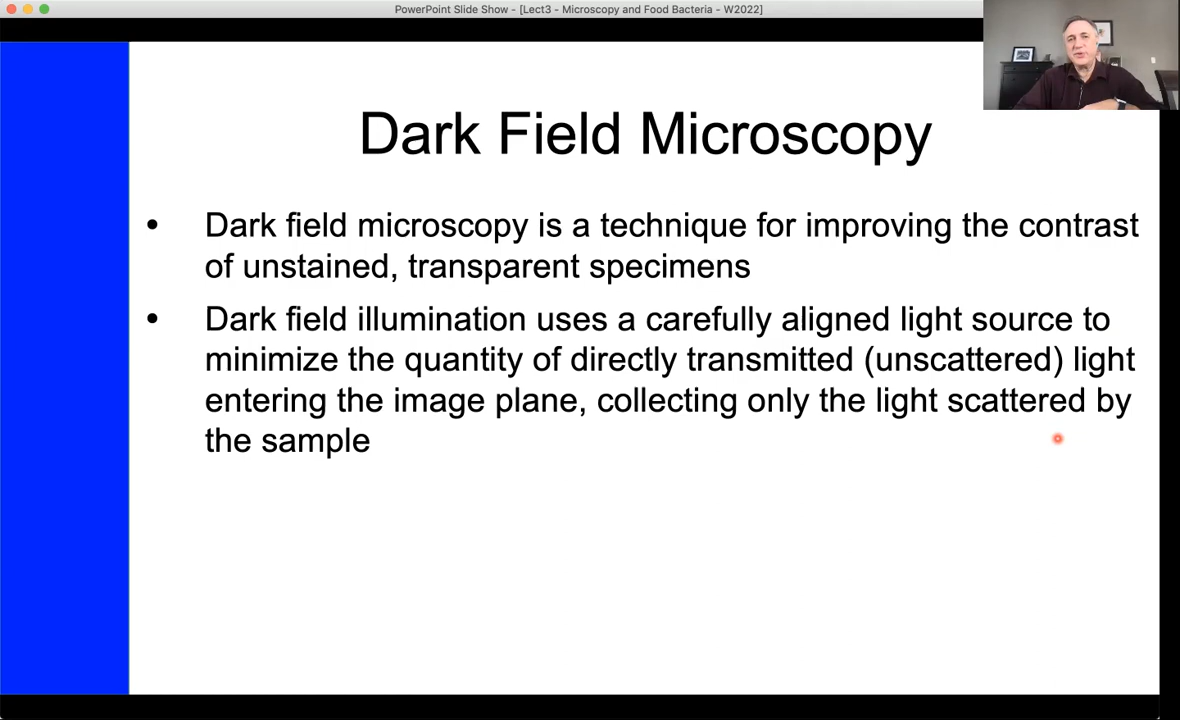 PowerPoint Slide Show - [Lect3 - Microscopy and Food Bacteria - W2022]
Dark Field Microscopy
• Dark field microscopy is a technique for improving the contrast
of unstained, transparent specimens
• Dark field illumination uses a carefully aligned light source to
minimize the quantity of directly transmitted (unscattered) light
entering the image plane, collecting only the light scattered by
the sample